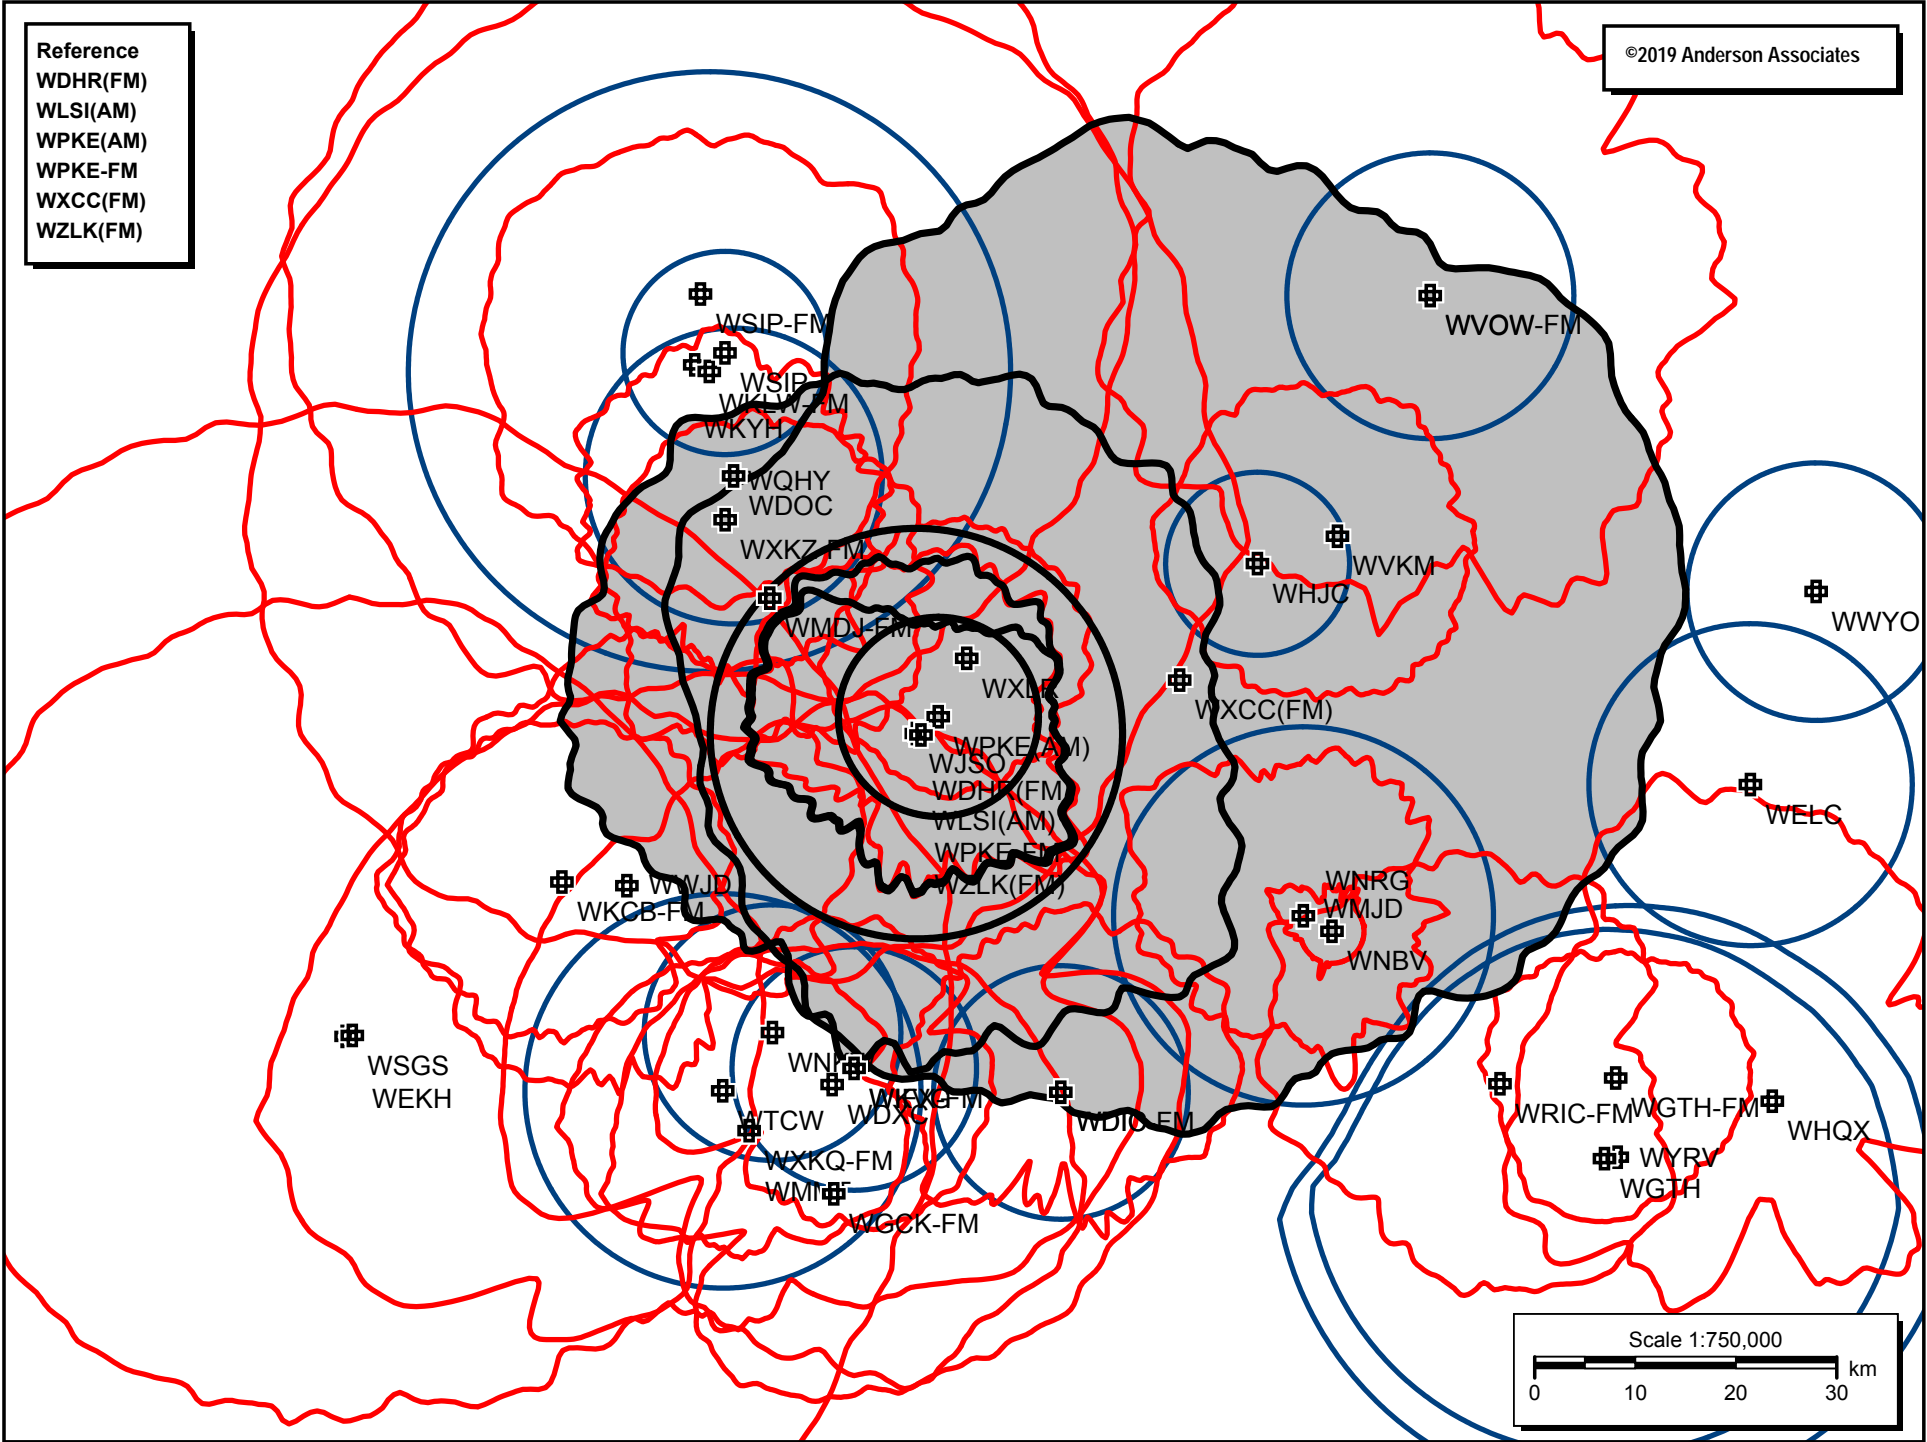 Reference
WDHR(FM)
WLSI(AM)
WPKE(AM)
WPKE-FM
WXCC(FM)
WZLK(FM)
©2019 Anderson Associates
WSIP-FM
WVOW-FM
WSIP
WKLW-FM
WKYH
WQHY
WDOC
WXKZ-FM
WVKM
WHJC
WWYO
WMDJ-FM
WXLR
WXCC(FM)
WPKE(AM)
WJSO
WDHR(FM)
WLSI(AM)
WPKE-FM
WZLK(FM)
WELC
WWJD
WKCB-FM
WNRG
WMJD
WNBV
WSGS
WEKH
WDXC
WTCW
WDIC-FM
WXKQ-FM
WGCK-FM
WRIC-FM
WGTH-FM
WHQX
WYRV
WGTH
Scale 1:750,000
km
0 10 20 30